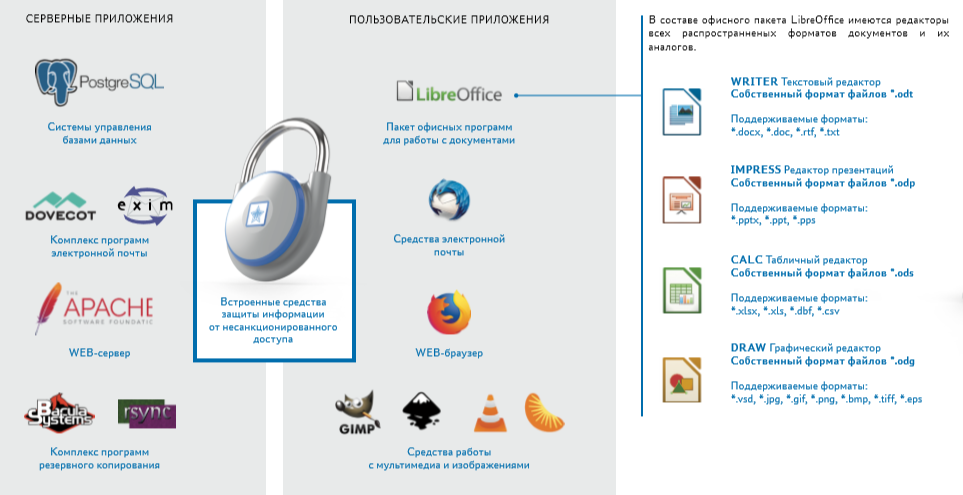 СЕРВЕРНЫЕ ПРИЛОЖЕНИЯ
PostgreSQL
Системы управления
базами данных
DOVECOT
exim
Комплекс программ
электронной почты
THE
APACHE
SOFTWARE FOUNDATIC
WEB-сервер
Bacula
Systems
rsync
Комплекс программ
резервного копирования
Встроенные средства
защиты информации
от несанкционированного
доступа
ПОЛЬЗОВАТЕЛЬСКИЕ ПРИЛОЖЕНИЯ
LibreOffice
Пакет офисных программ
для работы с документами
Средства электронной
почты
WEB-браузер
GIMP
Средства работы
с мультимедиа и изображениями
В составе офисного пакета LibreOffice имеются редакторы
всех распространненых форматов документов и их
аналогов.
WRITER Текстовый редактор
Собственный формат файлов *.odt
Поддерживаемые форматы:
*.docx, *.doc, *.rtf, *.txt
IMPRESS Редактор презентаций
Собственный формат файлов *.odp
Поддерживаемые форматы:
*.pptx, *.ppt, *.pps
CALC Табличный редактор
Собственный формат файлов *.ods
Поддерживаемые форматы:
*.xlsx, *.xls, *.dbf, *.csv
DRAW Графический редактор
Собственный формат файлов *.odg
Поддерживаемые форматы:
*.vsd, *.jpg, *.gif, *.png, *.bmp, *.tiff, *.eps